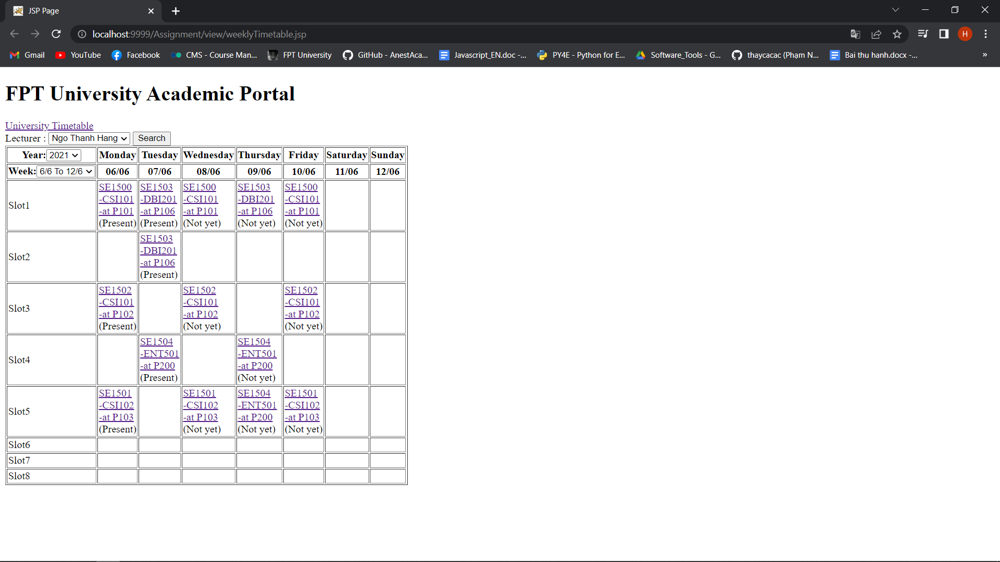 JSP Page
localhost:9999/Assignment/view/weeklyTimetable.jsp
H
Gmail YouTube Facebook CMS - Course Man... FPT University GitHub - AnestAca... Javascript_EN.doc -... PY4E - Python for E... Software_Tools - G... thaycacac (Phạm N... Bai thu hanh.docx -... »
FPT University Academic Portal
University Timetable
Lecturer : Ngo Thanh Hang Search
Year: 2021 Monday Tuesday Wednesday Thursday Friday Saturday Sunday
Week: 6/6 To 12/6 06/06 07/06 08/06 09/06 10/06 11/06 12/06
SE1500 SE1503 SE1500 SE1503 SE1500
-CSI101 -DBI201 -CSI101 -DBI201 -CSI101
Slot1
-at P101 -at P106 -at P101 -at P106 -at P101
(Present) (Present) (Not yet) (Not yet) (Not yet)
SE1503
-DBI201
Slot2
-at P106
(Present)
SE1502 SE1502 SE1502
-CSI101 -CSI101 -CSI101
Slot3
-at P102 -at P102 -at P102
(Present) (Not yet) (Not yet)
SE1504 SE1504
-ENT501 -ENT501
Slot4
-at P200 -at P200
(Present) (Not yet)
SE1501 SE1501 SE1504 SE1501
-CSI102 -CSI102 -ENT501 -CSI102
Slot5
-at P103 -at P103 -at P200 -at P103
(Present) (Not yet) (Not yet) (Not yet)
Slot6
Slot7
Slot8